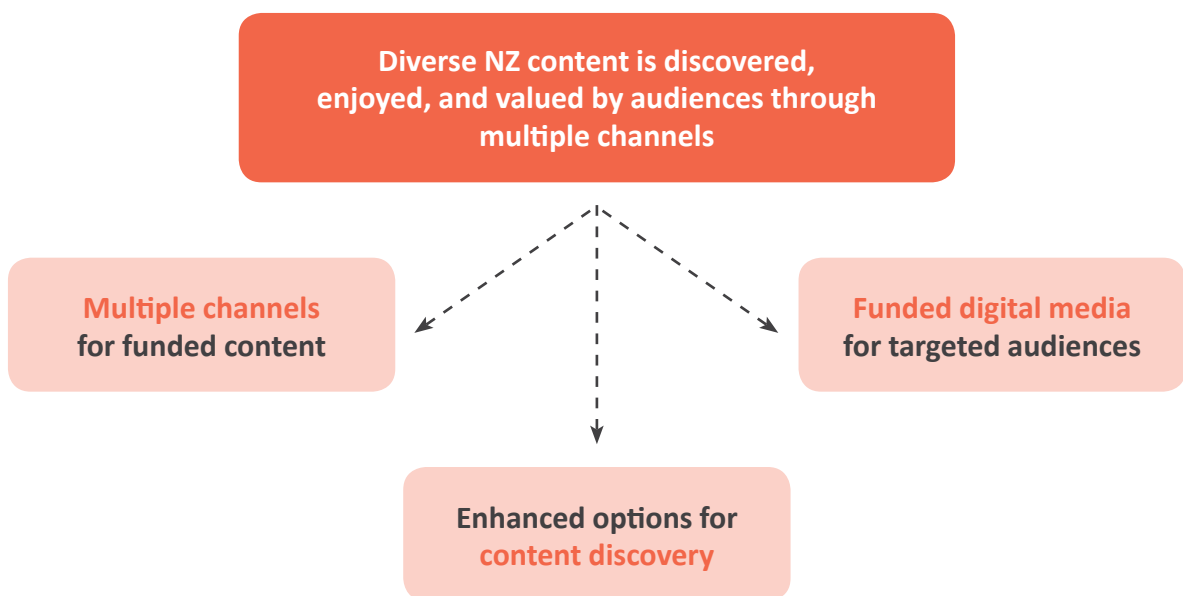 Diverse NZ content is discovered,
enjoyed, and valued by audiences through
multiple channels
Multiple channels
for funded content
Funded digital media
for targeted audiences
Enhanced options for
content discovery